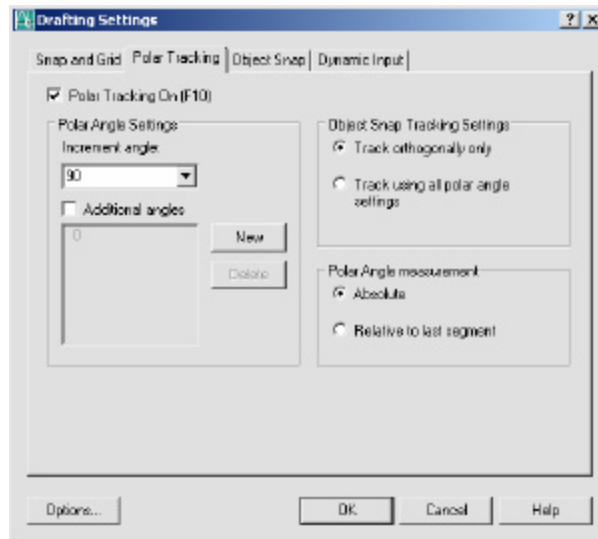 Drafting Settings
Snap and Grid
Polar Tracking
Object Snap
Dynamic Input
Polar Tracking On (F10)
Polar Angle Settings
Increment angle:
90
Additional angles
0
New
Delete
Object Snap Tracking Settings
Track orthogonally only
Track using all polar angle
settings
Polar Angle measurement
Absolute
Relative to last segment
Options...
OK
Cancel
Help